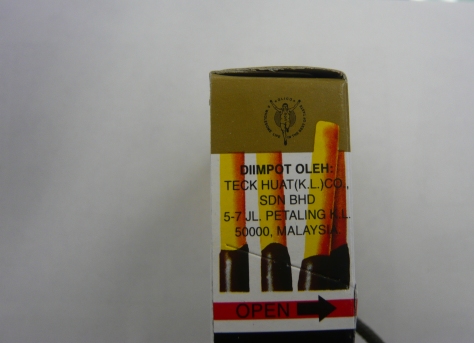 DIIMPOT OLEH:
TECK HUAT(K.L.)CO.,
SDN BHD
5-7 JL. PETALING K.L.
50000, MALAYSIA.
OPEN